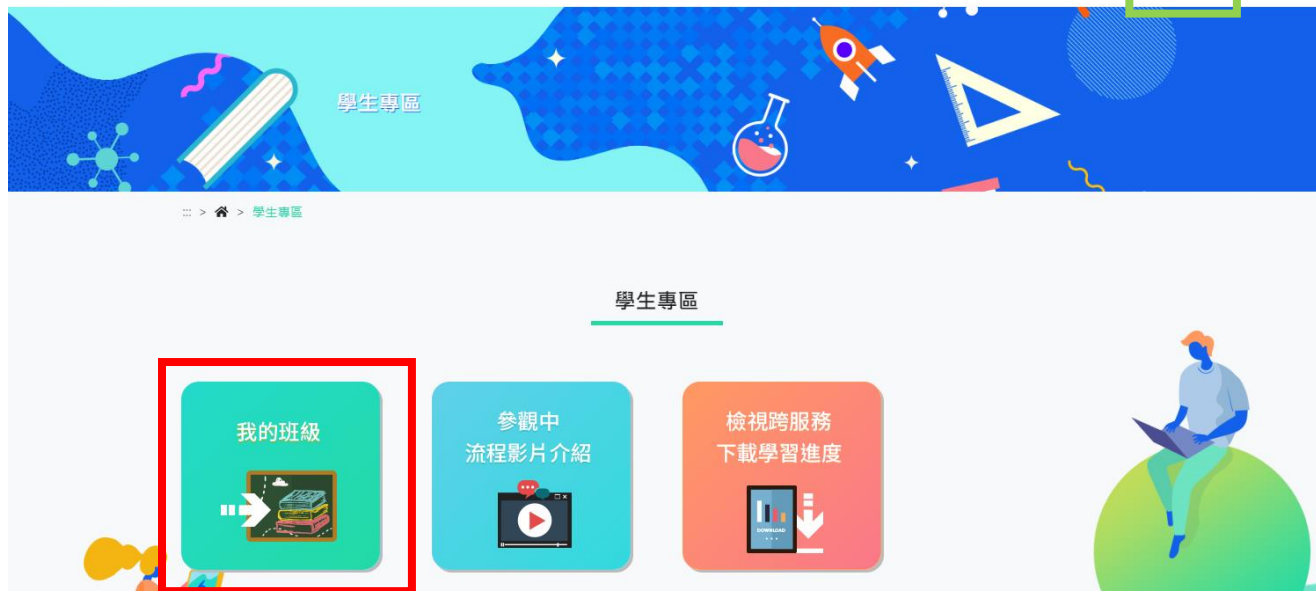 學生專區
::: > > 學生專區
學生專區
我的班級
參觀中
流程影片介紹
檢視跨服務
下載學習進度
DOWNLOAD